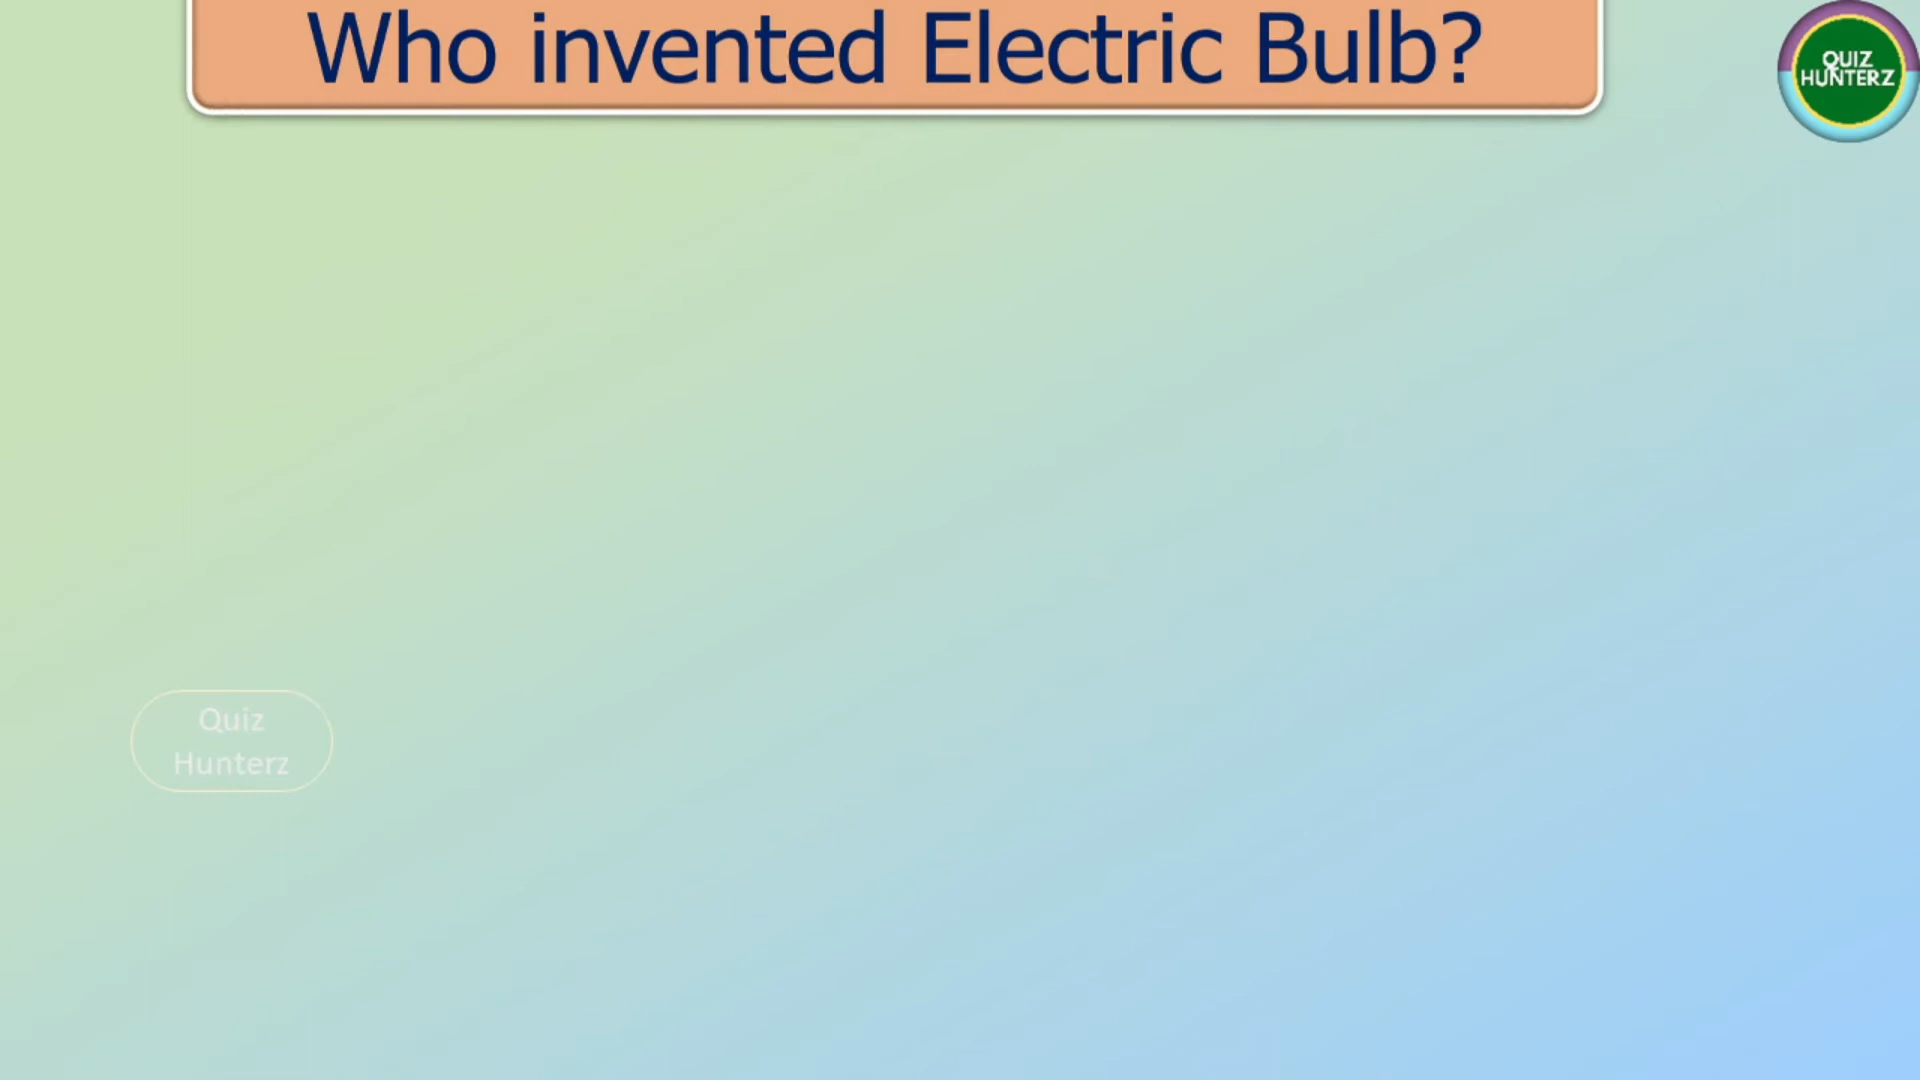 Who invented Electric Bulb?
QUIZ
HUNTERZ
Quiz
Hunterz